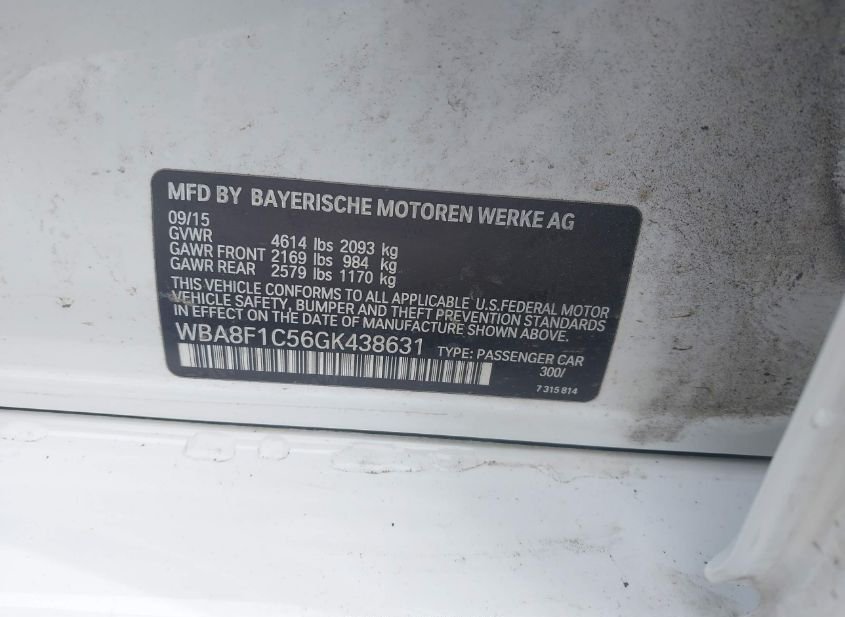 MFD BY BAYERISCHE MOTOREN WERKE AG
09/15
GVWR 4614 lbs 2093 kg
GAWR FRONT 2169 lbs 984 kg
GAWR REAR 2579 lbs 1170 kg
THIS VEHICLE CONFORMS TO ALL APPLICABLE U.S.FEDERAL MOTOR
VEHICLE SAFETY, BUMPER AND THEFT PREVENTION STANDARDS
IN EFFECT ON THE DATE OF MANUFACTURE SHOWN ABOVE.
WBA8F1C56GK438631 TYPE: PASSENGER CAR
300/
7 315 814